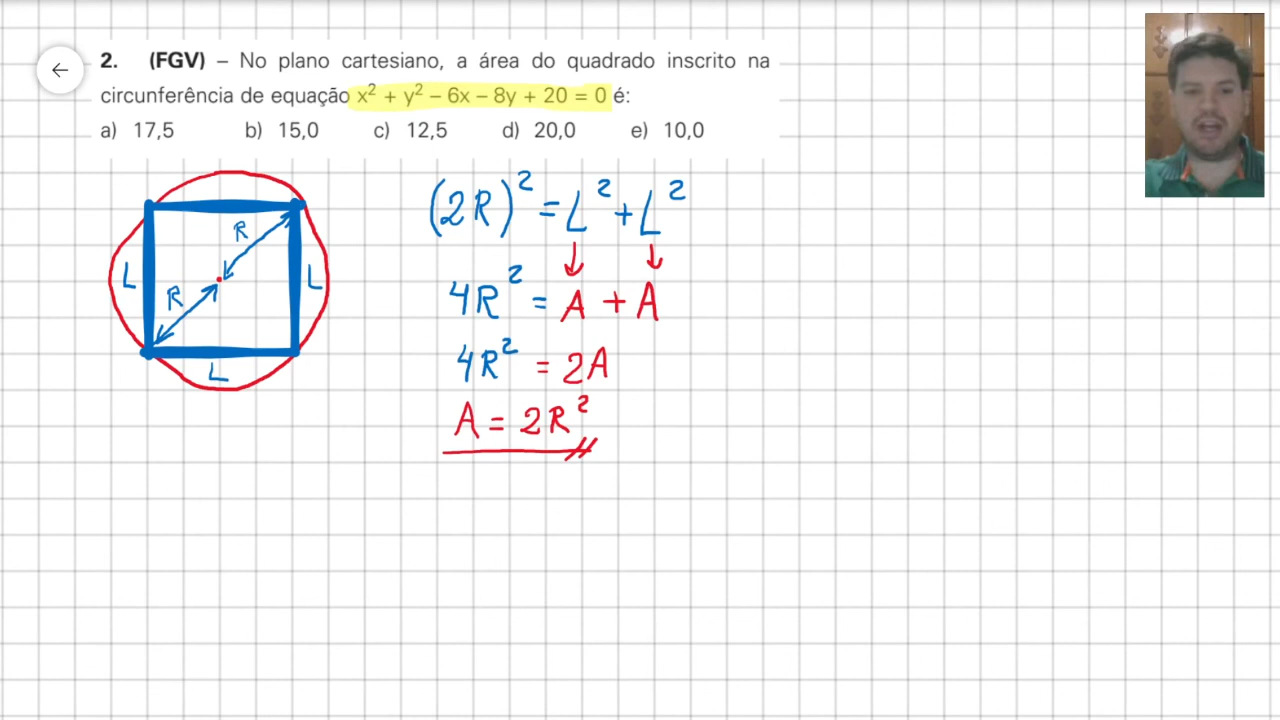 2. (FGV) – No plano cartesiano, a área do quadrado inscrito na
circunferência de equação x² + y² – 6x – 8y + 20 = 0 é:
a) 17,5 b) 15,0 c) 12,5 d) 20,0 e) 10,0
R
L
R
L
L
(2R)² = L² + L²
4R² = A + A
4R² = 2A
A = 2R²